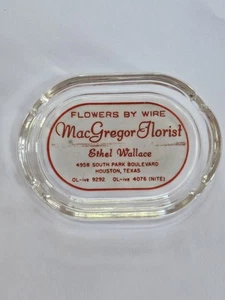 FLOWERS BY WIRE
MacGregor Florist
Ethel Wallace
4958 SOUTH PARK BOULEVARD
HOUSTON, TEXAS
OL-ive 9292 OL-ive 4076 (NITE)